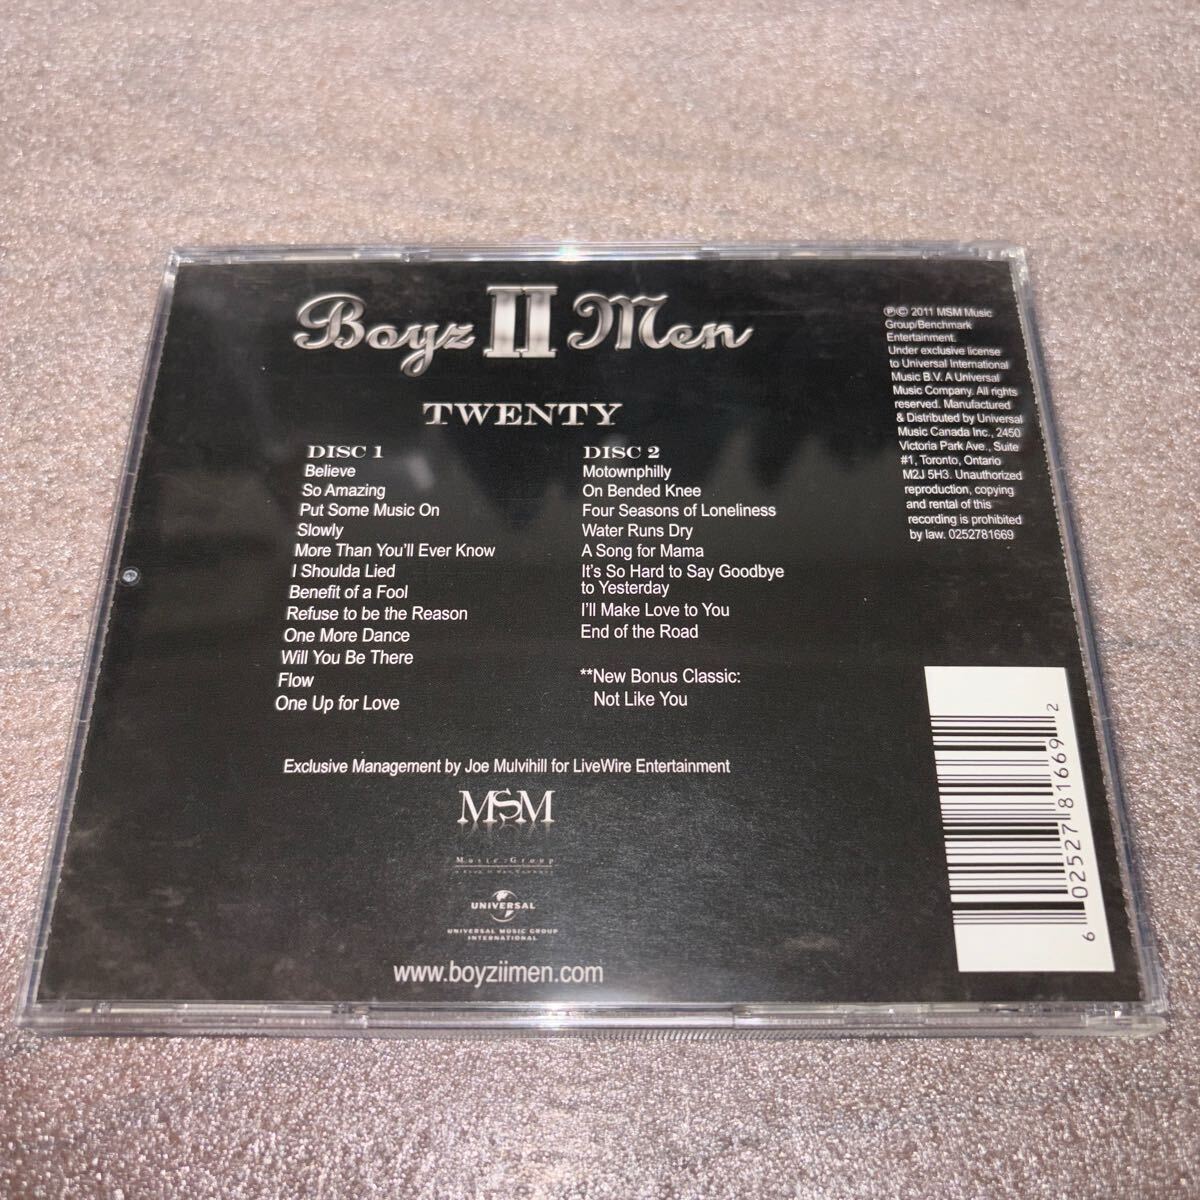 Boyz II Men
TWENTY
DISC 1
Believe
So Amazing
Put Some Music On
Slowly
More Than You'll Ever Know
I Shoulda Lied
Benefit of a Fool
Refuse to be the Reason
One More Dance
Will You Be There
Flow
One Up for Love
DISC 2
Motownphilly
On Bended Knee
Four Seasons of Loneliness
Water Runs Dry
A Song for Mama
It's So Hard to Say Goodbye
to Yesterday
I'll Make Love to You
End of the Road
**New Bonus Classic:
Not Like You
Ⓟ© 2011 MSM Music
Group/Benchmark
Entertainment.
Under exclusive license
to Universal International
Music B.V. A Universal
Music Company. All rights
reserved. Manufactured
& Distributed by Universal
Music Canada Inc., 2450
Victoria Park Ave., Suite
#1, Toronto, Ontario
M2J 5H3. Unauthorized
reproduction, copying
and rental of this
recording is prohibited
by law. 0252781669
6 02527 81669 2
Exclusive Management by Joe Mulvihill for LiveWire Entertainment
MSM
Music Group
UNIVERSAL
UNIVERSAL MUSIC GROUP
INTERNATIONAL
www.boyziimen.com